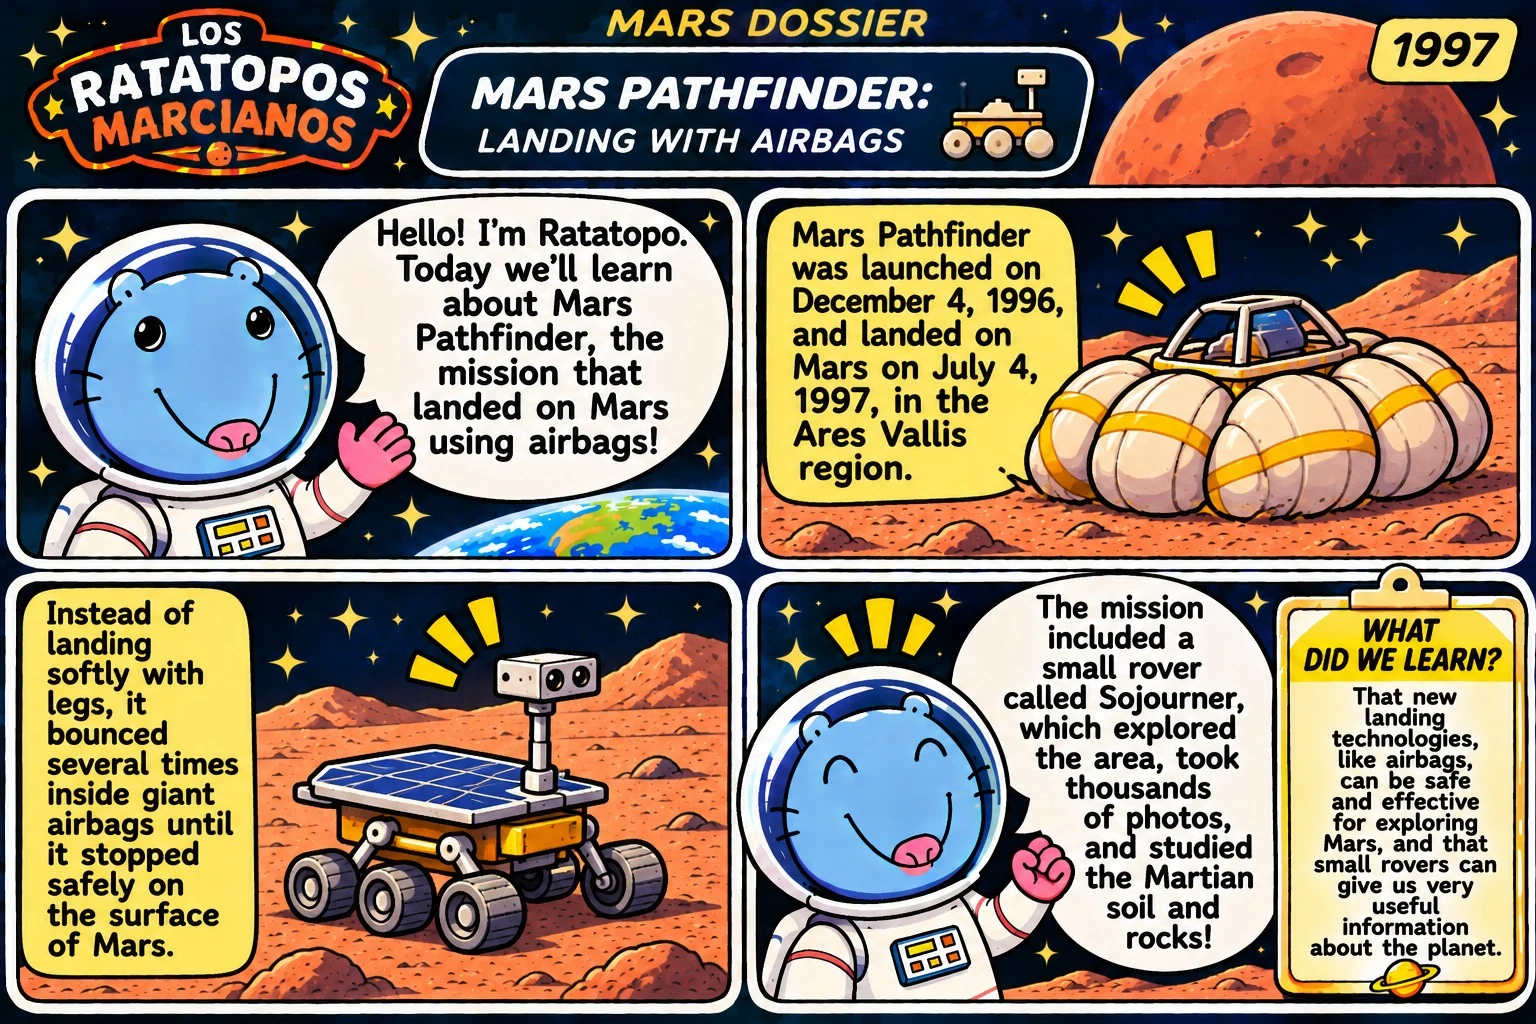 LOS
RATATOPOS
MARCIANOS
MARS DOSSIER
MARS PATHFINDER:
LANDING WITH AIRBAGS
1997
Hello! I'm Ratatopo.
Today we'll learn
about Mars
Pathfinder, the
mission that
landed on Mars
using airbags!
Mars Pathfinder
was launched on
December 4, 1996,
and landed on
Mars on July 4,
1997, in the
Ares Vallis
region.
Instead of
landing
softly with
legs, it
bounced
several times
inside giant
airbags until
it stopped
safely on
the surface
of Mars.
The mission
included a
small rover
called Sojourner,
which explored
the area, took
thousands
of photos,
and studied
the Martian
soil and
rocks!
WHAT
DID WE LEARN?
That new
landing
technologies,
like airbags,
can be safe
and effective
for exploring
Mars, and that
small rovers can
give us very
useful
information
about the planet.